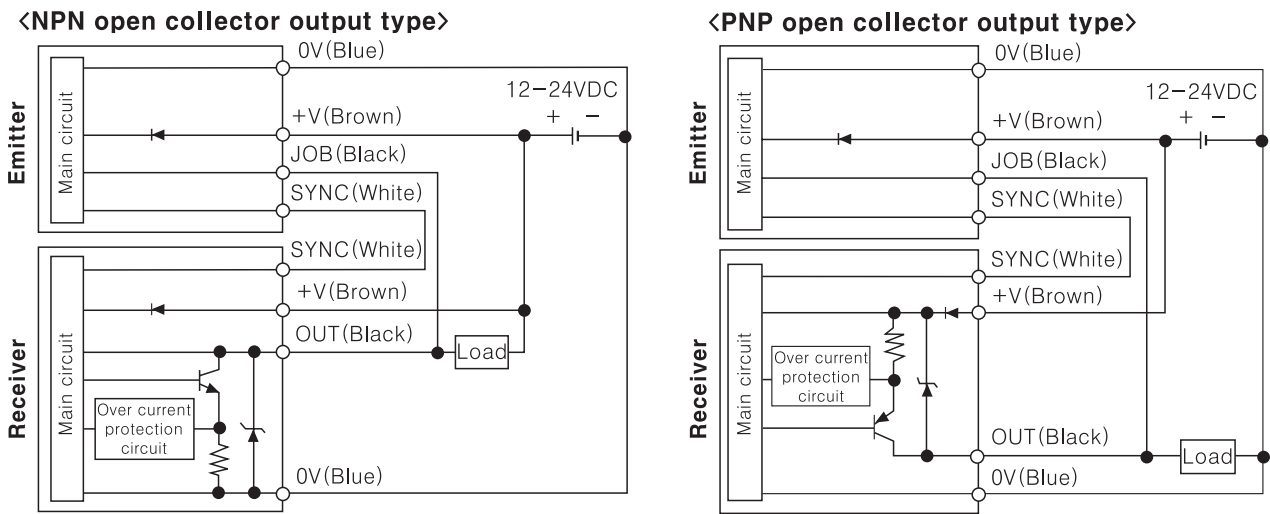 <NPN open collector output type>
0V(Blue)
12-24VDC
+ -
+V(Brown)
JOB(Black)
SYNC(White)
Emitter
Main circuit
SYNC(White)
+V(Brown)
OUT(Black)
Load
Receiver
Main circuit
Over current
protection
circuit
0V(Blue)
<PNP open collector output type>
0V(Blue)
12-24VDC
+ -
+V(Brown)
JOB(Black)
SYNC(White)
Emitter
Main circuit
SYNC(White)
+V(Brown)
Receiver
Main circuit
Over current
protection
circuit
OUT(Black)
Load
0V(Blue)